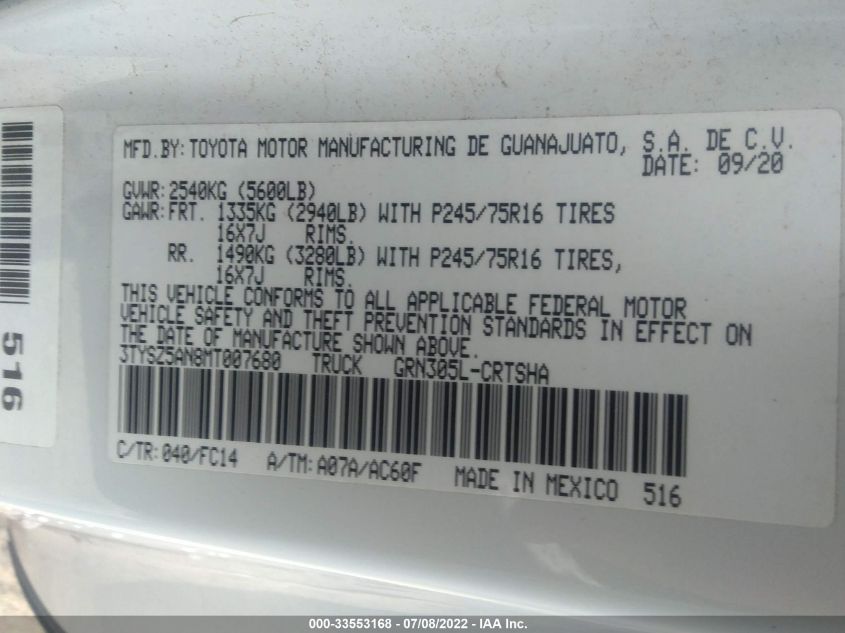 MFD.BY:TOYOTA MOTOR MANUFACTURING DE GUANAJUATO, S.A. DE C.V.
DATE: 09/20
GVWR:2540KG (5600LB)
GAWR:FRT. 1335KG (2940LB) WITH P245/75R16 TIRES
16X7J RIMS.
RR. 1490KG (3280LB) WITH P245/75R16 TIRES,
16X7J RIMS.
THIS VEHICLE CONFORMS TO ALL APPLICABLE FEDERAL MOTOR
VEHICLE SAFETY AND THEFT PREVENTION STANDARDS IN EFFECT ON
THE DATE OF MANUFACTURE SHOWN ABOVE.
3TYSZ5AN8MT007680 TRUCK GRN305L-CRTSHA
C/TR:040/FC14 A/TM:A07A/AC60F MADE IN MEXICO 516
516
000-33553168 - 07/08/2022 - IAA Inc.